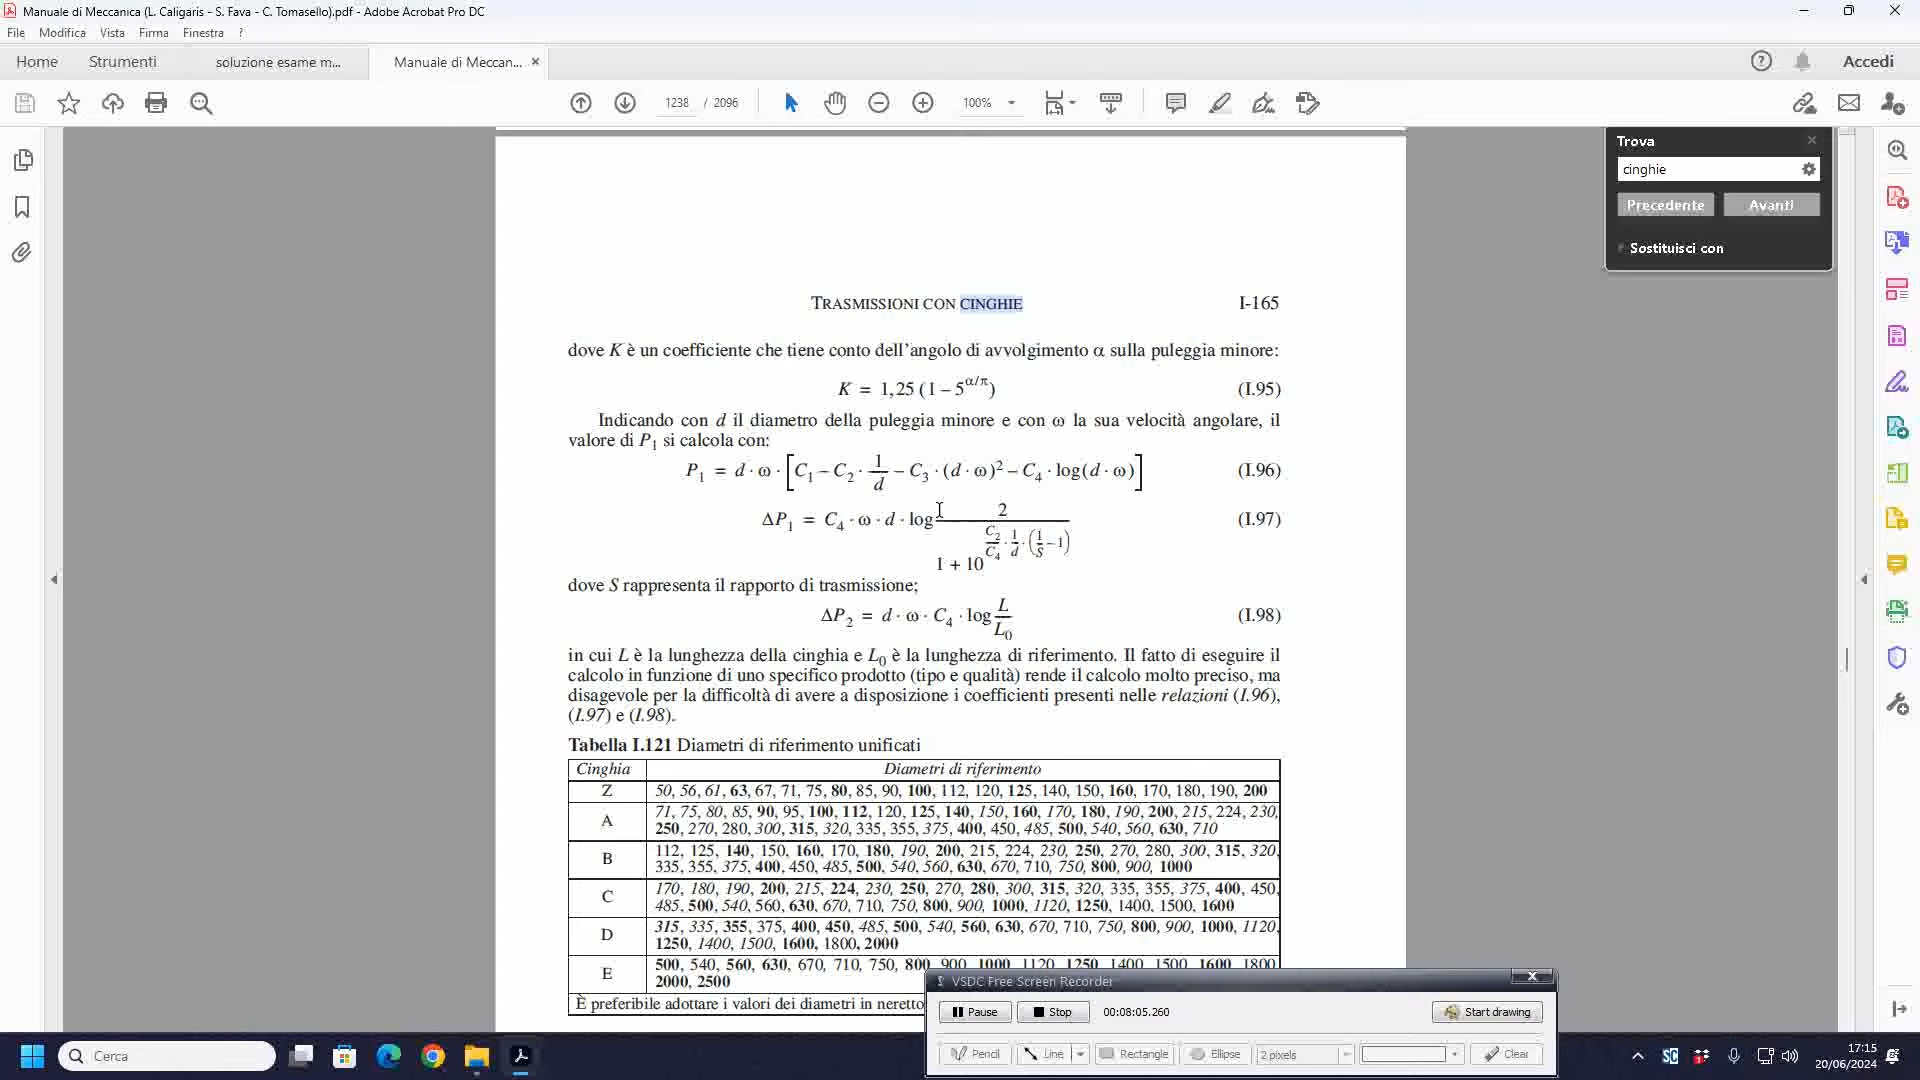 Manuale di Meccanica (L. Caligaris - S. Fava - C. Tomasello).pdf - Adobe Acrobat Pro DC
File Modifica Vista Firma Finestra ?
Home Strumenti soluzione esame m... Manuale di Meccan... × Accedi
1238 / 2096 100%
Trova
cinghie
Precedente Avanti
Sostituisci con
TRASMISSIONI CON CINGHIE I-165
dove K è un coefficiente che tiene conto dell'angolo di avvolgimento α sulla puleggia minore:
K = 1,25 (1 – 5^{α/π}) (I.95)
Indicando con d il diametro della puleggia minore e con ω la sua velocità angolare, il
valore di P₁ si calcola con:
P₁ = d · ω · [C₁ – C₂ · 1/d – C₃ · (d · ω)² – C₄ · log(d · ω)] (I.96)
ΔP₁ = C₄ · ω · d · log 2/(1 + 10^{C₂/C₄ · 1/d · (1/S – 1)}) (I.97)
dove S rappresenta il rapporto di trasmissione;
ΔP₂ = d · ω · C₄ · log L/L₀ (I.98)
in cui L è la lunghezza della cinghia e L₀ è la lunghezza di riferimento. Il fatto di eseguire il
calcolo in funzione di uno specifico prodotto (tipo e qualità) rende il calcolo molto preciso, ma
disagevole per la difficoltà di avere a disposizione i coefficienti presenti nelle relazioni (I.96),
(I.97) e (I.98).
Tabella I.121 Diametri di riferimento unificati
Cinghia Diametri di riferimento
Z 50, 56, 61, 63, 67, 71, 75, 80, 85, 90, 100, 112, 120, 125, 140, 150, 160, 170, 180, 190, 200
A 71, 75, 80, 85, 90, 95, 100, 112, 120, 125, 140, 150, 160, 170, 180, 190, 200, 215, 224, 230,
250, 270, 280, 300, 315, 320, 335, 355, 375, 400, 450, 485, 500, 540, 560, 630, 710
B 112, 125, 140, 150, 160, 170, 180, 190, 200, 215, 224, 230, 250, 270, 280, 300, 315, 320,
335, 355, 375, 400, 450, 485, 500, 540, 560, 630, 670, 710, 750, 800, 900, 1000
C 170, 180, 190, 200, 215, 224, 230, 250, 270, 280, 300, 315, 320, 335, 355, 375, 400, 450,
485, 500, 540, 560, 630, 670, 710, 750, 800, 900, 1000, 1120, 1250, 1400, 1500, 1600
D 315, 335, 355, 375, 400, 450, 485, 500, 540, 560, 630, 670, 710, 750, 800, 900, 1000, 1120,
1250, 1400, 1500, 1600, 1800, 2000
E 500, 540, 560, 630, 670, 710, 750, 800, 900, 1000, 1120, 1250, 1400, 1500, 1600, 1800,
2000, 2500
È preferibile adottare i valori dei diametri in neretto
VSDC Free Screen Recorder
Pause Stop 00:08:05.260 Start drawing
Pencil Line Rectangle Ellipse 2 pixels Clear
Cerca
17:15
20/06/2024